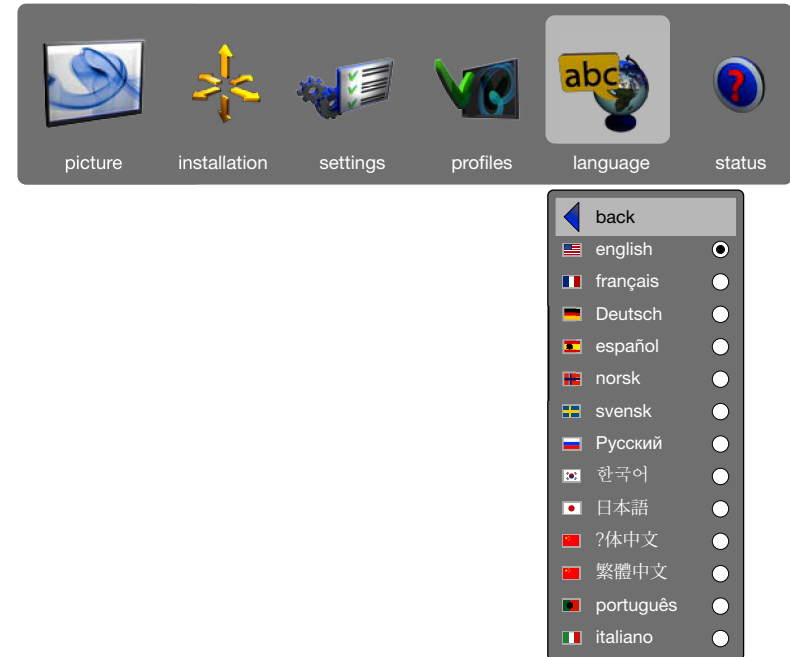 abc
picture installation settings profiles language status
back
english
français
Deutsch
español
norsk
svensk
Русский
한국어
日本語
?体中文
繁體中文
português
italiano